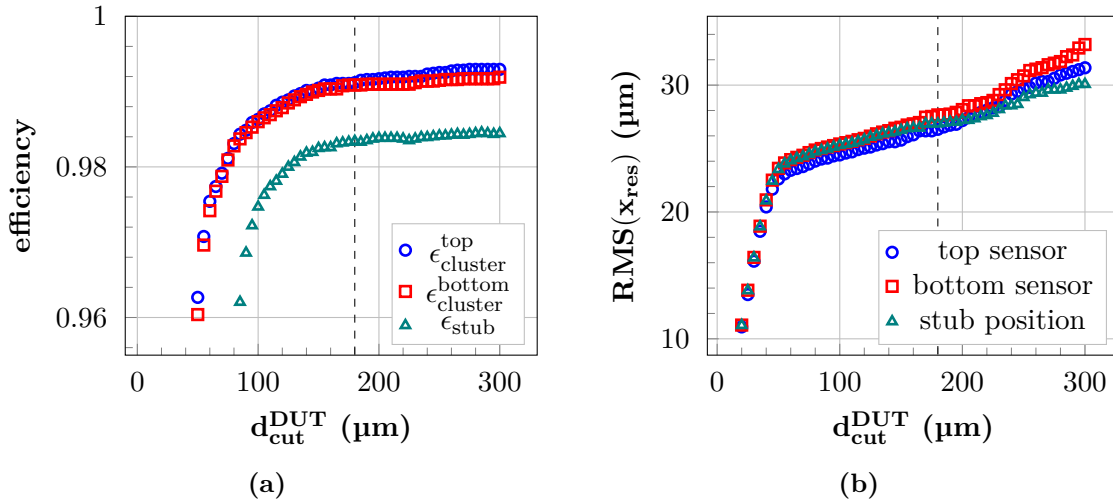 1
0.98
0.96
efficiency
ϵ_cluster^top
ϵ_cluster^bottom
ϵ_stub
0
100
200
300
d_cut^DUT (µm)
(a)
30
20
10
RMS(x_res) (µm)
top sensor
bottom sensor
stub position
0
100
200
300
d_cut^DUT (µm)
(b)